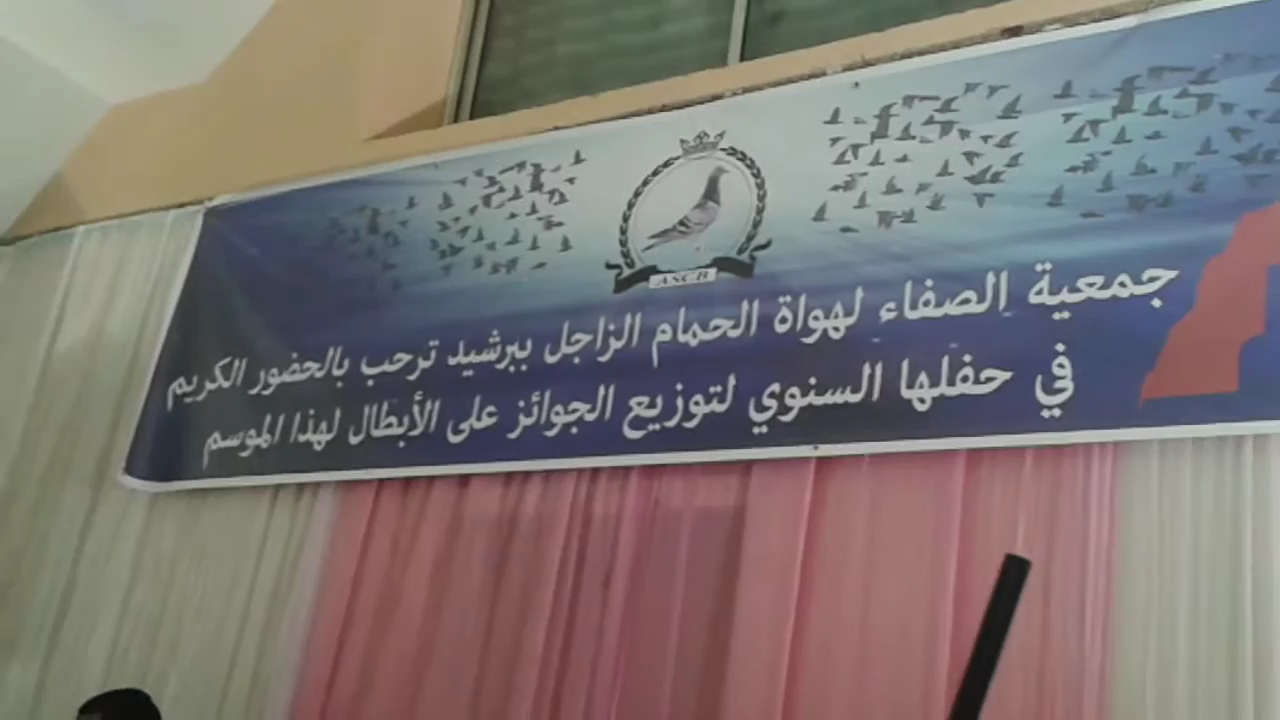 ASCB
جمعية الصفاء لهواة الحمام الزاجل ببرشيد ترحب بالحضور الكريم
في حفلها السنوي لتوزيع الجوائز على الأبطال لهذا الموسم